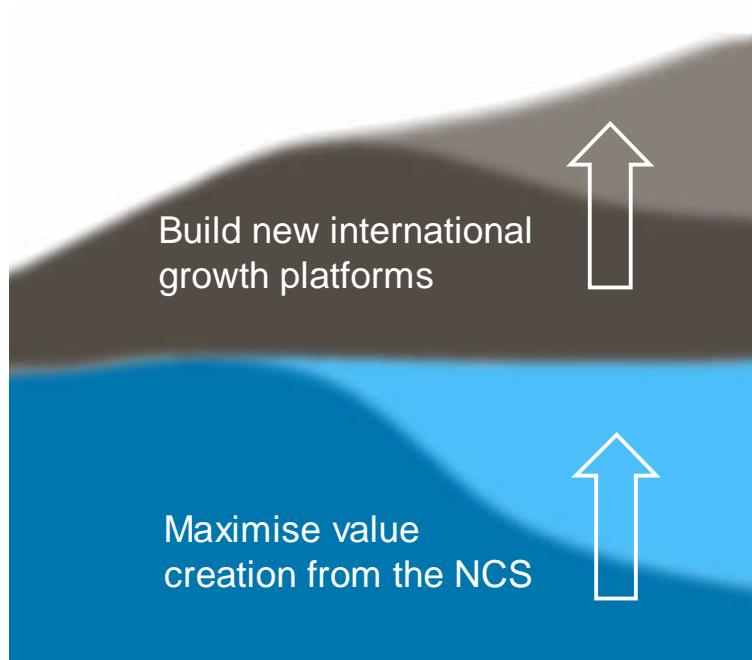 Build new international
growth platforms
Maximise value
creation from the NCS